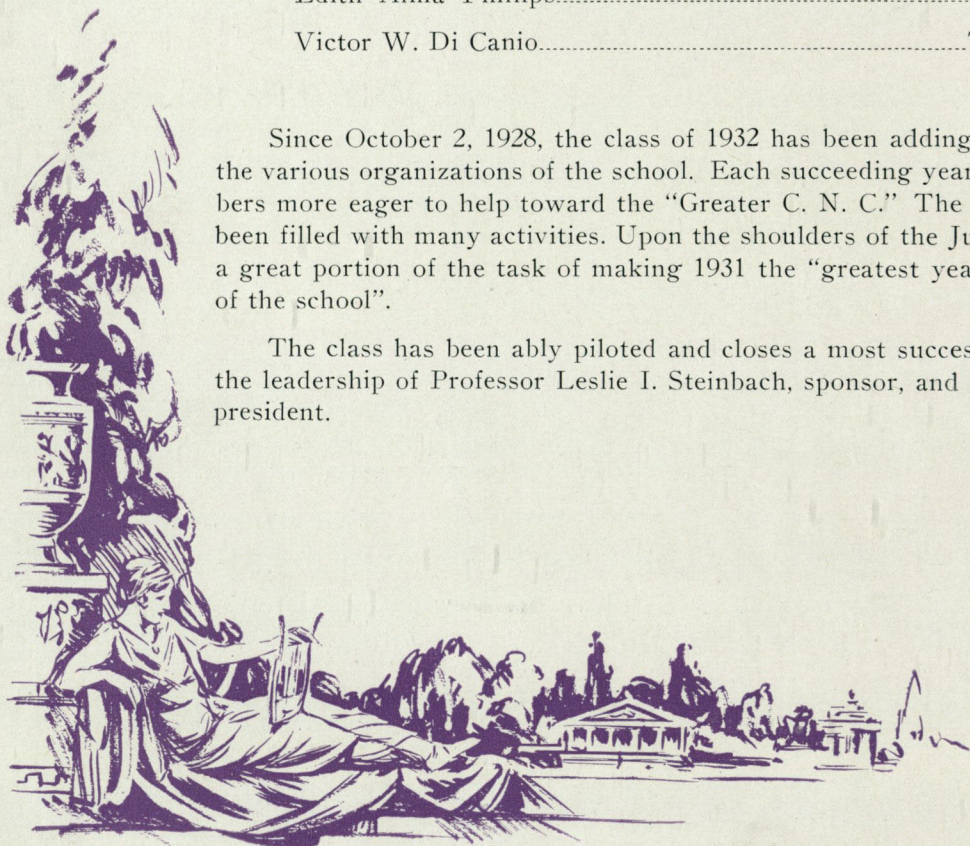 Victor W. Di Canio
Since October 2, 1928, the class of 1932 has been adding
the various organizations of the school. Each succeeding year
bers more eager to help toward the “Greater C. N. C.” The
been filled with many activities. Upon the shoulders of the Ju
a great portion of the task of making 1931 the “greatest yea
of the school”.
The class has been ably piloted and closes a most succes
the leadership of Professor Leslie I. Steinbach, sponsor, and
president.